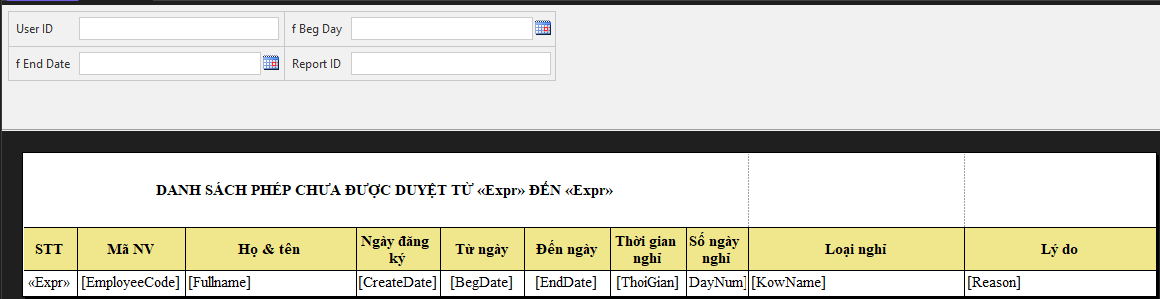 User ID
f Beg Day
f End Date
Report ID
DANH SÁCH PHÉP CHƯA ĐƯỢC DUYỆT TỪ «Expr» ĐẾN «Expr»
STT
Mã NV
Họ & tên
Ngày đăng
ký
Từ ngày
Đến ngày
Thời gian
nghỉ
Số ngày
nghỉ
Loại nghỉ
Lý do
«Expr»
[EmployeeCode]
[Fullname]
[CreateDate]
[BegDate]
[EndDate]
[ThoiGian]
DayNum]
[KowName]
[Reason]